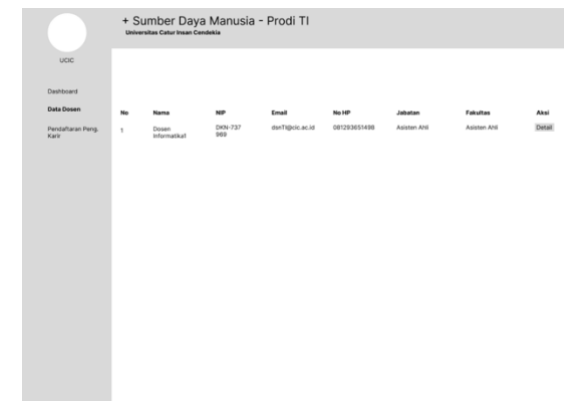 + Sumber Daya Manusia - Prodi TI
Universitas Catur Insan Cendekia
UCIC
Dashboard
Data Dosen
Pendaftaran Peng.
Karir
No Nama NIP Email No HP Jabatan Fakultas Aksi
1 Dosen DKN-737 dsnTI@cic.ac.id 081293651498 Asisten Ahli Asisten Ahli Detail
Informatika1 989